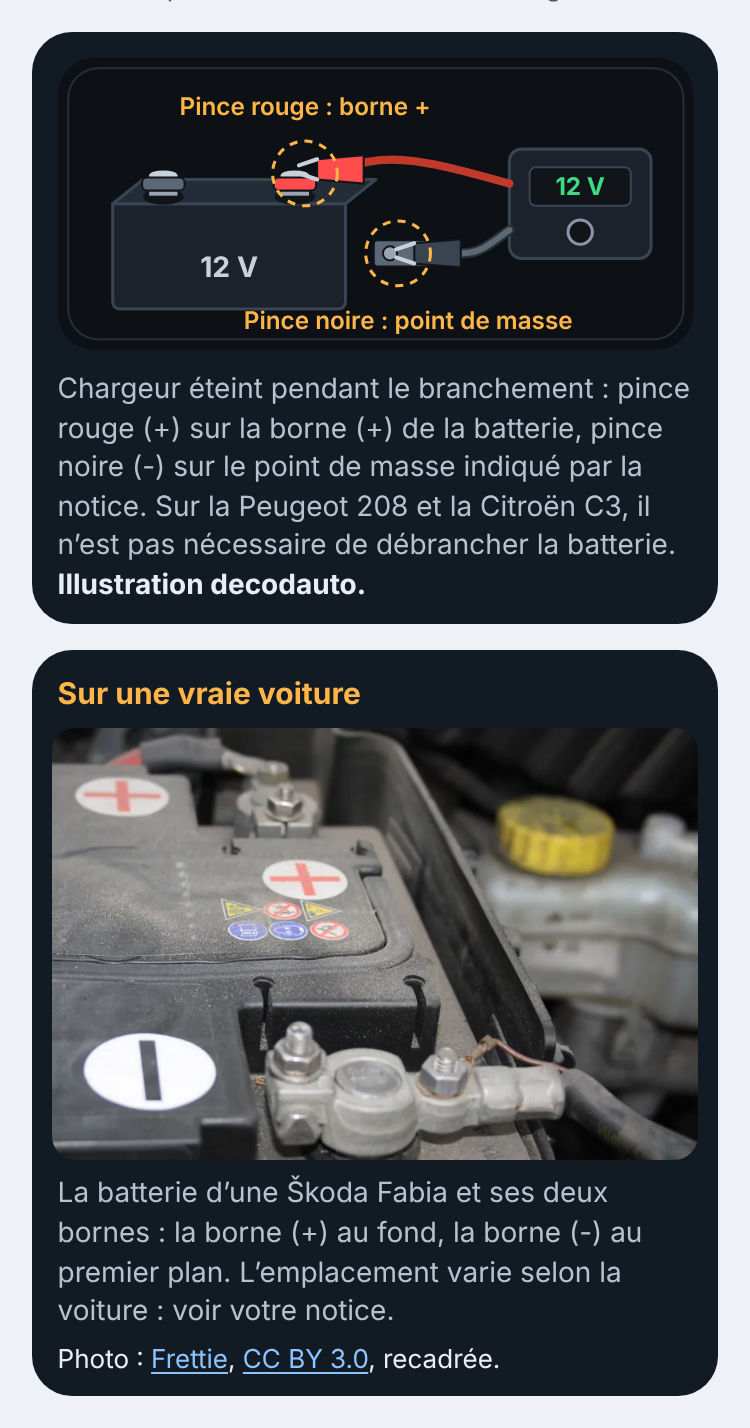 Pince rouge : borne +
12 V
12 V
Pince noire : point de masse
Chargeur éteint pendant le branchement : pince
rouge (+) sur la borne (+) de la batterie, pince
noire (-) sur le point de masse indiqué par la
notice. Sur la Peugeot 208 et la Citroën C3, il
n’est pas nécessaire de débrancher la batterie.
Illustration decodauto.
Sur une vraie voiture
La batterie d’une Škoda Fabia et ses deux
bornes : la borne (+) au fond, la borne (-) au
premier plan. L’emplacement varie selon la
voiture : voir votre notice.
Photo : Frettie, CC BY 3.0, recadrée.